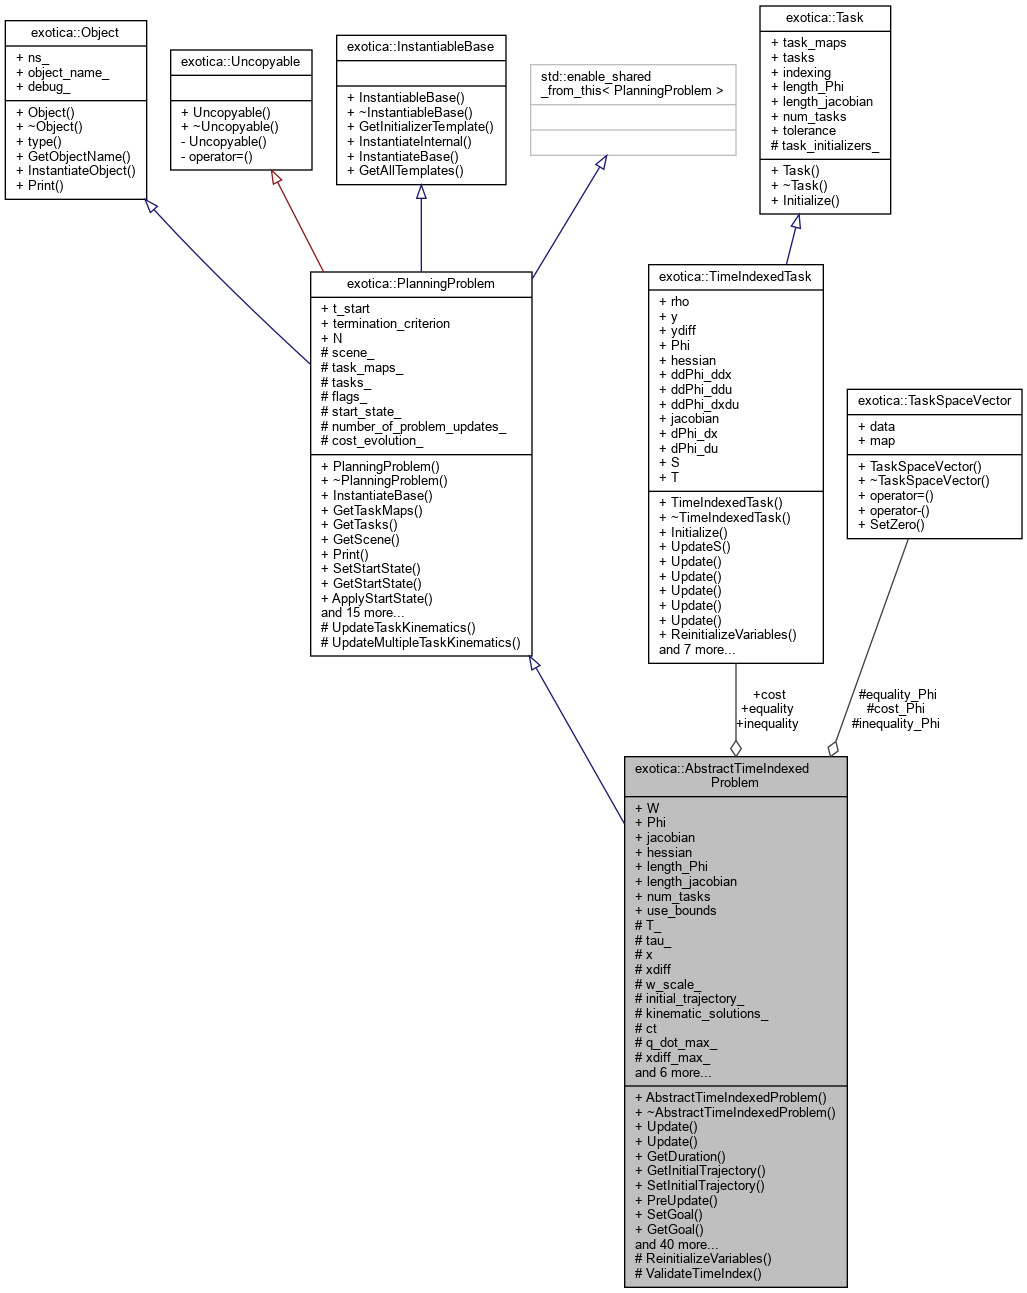 exotica::Object
+ ns_
+ object_name_
+ debug_
+ Object()
+ ~Object()
+ type()
+ GetObjectName()
+ InstantiateObject()
+ Print()
exotica::Uncopyable
+ Uncopyable()
+ ~Uncopyable()
- Uncopyable()
- operator=()
exotica::InstantiableBase
+ InstantiableBase()
+ ~InstantiableBase()
+ GetInitializerTemplate()
+ InstantiateInternal()
+ InstantiateBase()
+ GetAllTemplates()
std::enable_shared
_from_this< PlanningProblem >
exotica::Task
+ task_maps
+ tasks
+ indexing
+ length_Phi
+ length_jacobian
+ num_tasks
+ tolerance
# task_initializers_
+ Task()
+ ~Task()
+ Initialize()
exotica::PlanningProblem
+ t_start
+ termination_criterion
+ N
# scene_
# task_maps_
# tasks_
# flags_
# start_state_
# number_of_problem_updates_
# cost_evolution_
+ PlanningProblem()
+ ~PlanningProblem()
+ InstantiateBase()
+ GetTaskMaps()
+ GetTasks()
+ GetScene()
+ Print()
+ SetStartState()
+ GetStartState()
+ ApplyStartState()
and 15 more...
# UpdateTaskKinematics()
# UpdateMultipleTaskKinematics()
exotica::TimeIndexedTask
+ rho
+ y
+ ydiff
+ Phi
+ hessian
+ ddPhi_ddx
+ ddPhi_ddu
+ ddPhi_dxdu
+ jacobian
+ dPhi_dx
+ dPhi_du
+ S
+ T
+ TimeIndexedTask()
+ ~TimeIndexedTask()
+ Initialize()
+ UpdateS()
+ Update()
+ Update()
+ Update()
+ Update()
+ Update()
+ ReinitializeVariables()
and 7 more...
exotica::TaskSpaceVector
+ data
+ map
+ TaskSpaceVector()
+ ~TaskSpaceVector()
+ operator=()
+ operator-()
+ SetZero()
+cost
+equality
+inequality
#equality_Phi
#cost_Phi
#inequality_Phi
exotica::AbstractTimeIndexed
Problem
+ W
+ Phi
+ jacobian
+ hessian
+ length_Phi
+ length_jacobian
+ num_tasks
+ use_bounds
# T_
# tau_
# x
# xdiff
# w_scale_
# initial_trajectory_
# kinematic_solutions_
# ct
# q_dot_max_
# xdiff_max_
and 6 more...
+ AbstractTimeIndexedProblem()
+ ~AbstractTimeIndexedProblem()
+ Update()
+ Update()
+ GetDuration()
+ GetInitialTrajectory()
+ SetInitialTrajectory()
+ PreUpdate()
+ SetGoal()
+ GetGoal()
and 40 more...
# ReinitializeVariables()
# ValidateTimeIndex()